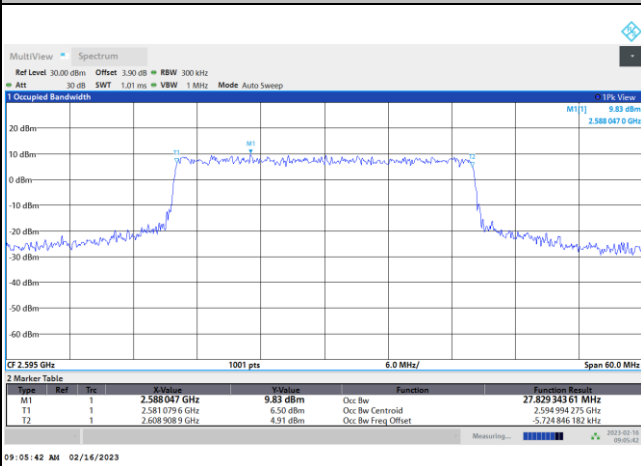 MultiView Spectrum
Ref Level 30.00 dBm Offset 3.90 dB RBW 300 kHz
Att 30 dB SWT 1.01 ms VBW 1 MHz Mode Auto Sweep
1 Occupied Bandwidth 1Pk View
M1[1] 9.83 dBm
2.588 047 0 GHz
20 dBm
M1
10 dBm
T1 T2
0 dBm
-10 dBm
-20 dBm
-30 dBm
-40 dBm
-50 dBm
-60 dBm
CF 2.595 GHz 1001 pts 6.0 MHz/ Span 60.0 MHz
2 Marker Table
Type Ref Trc X-Value Y-Value Function Function Result
M1 1 2.588 047 GHz 9.83 dBm Occ Bw 27.829 343 61 MHz
T1 1 2.581 079 6 GHz 6.50 dBm Occ Bw Centroid 2.594 994 275 GHz
T2 1 2.608 908 9 GHz 4.91 dBm Occ Bw Freq Offset -5.724 846 182 kHz
Measuring... 2023-02-16
09:05:42
09:05:42 AM 02/16/2023